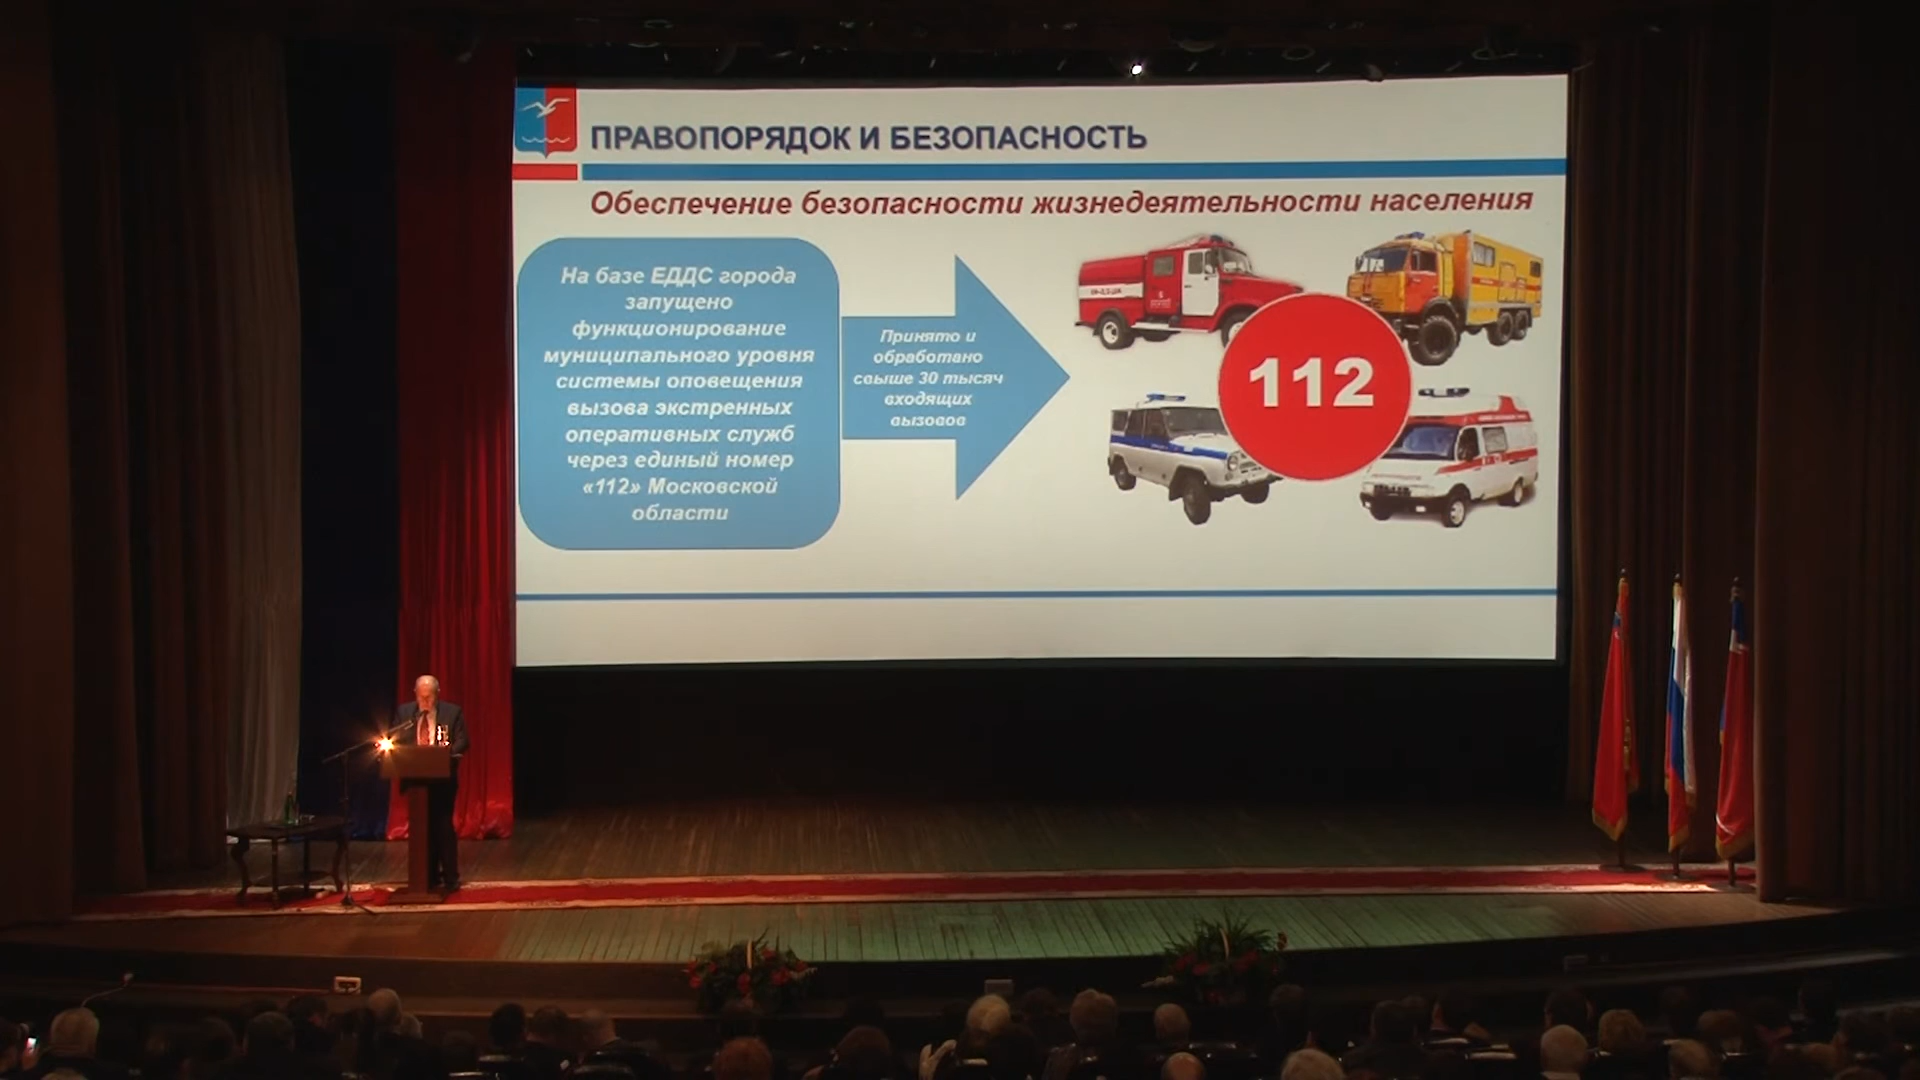 ПРАВОПОРЯДОК И БЕЗОПАСНОСТЬ
Обеспечение безопасности жизнедеятельности населения
На базе ЕДДС города
запущено
функционирование
муниципального уровня
системы оповещения
вызова экстренных
оперативных служб
через единый номер
«112» Московской
области
Принято и
обработано
свыше 30 тысяч
входящих
вызовов
112